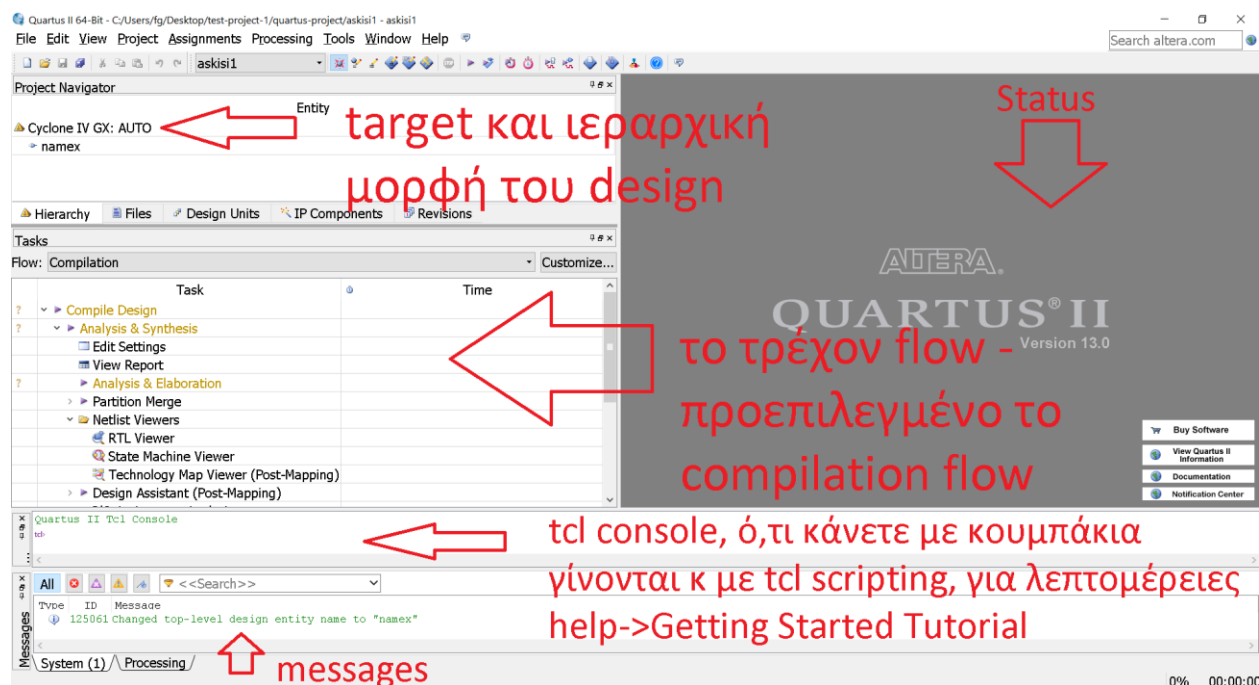 Quartus II 64-Bit - C:/Users/fg/Desktop/test-project-1/quartus-project/askisi1 - askisi1
File Edit View Project Assignments Processing Tools Window Help
Search altera.com
askisi1
Project Navigator
Entity
Cyclone IV GX: AUTO
namex
target και ιεραρχική
μορφή του design
Status
Hierarchy Files Design Units IP Components Revisions
Tasks
Flow: Compilation Customize...
Task Time
? Compile Design
? Analysis & Synthesis
Edit Settings
View Report
? Analysis & Elaboration
Partition Merge
Netlist Viewers
RTL Viewer
State Machine Viewer
Technology Map Viewer (Post-Mapping)
Design Assistant (Post-Mapping)
ALTERA.
QUARTUS® II
Version 13.0
το τρέχον flow -
προεπιλεγμένο το
compilation flow
Buy Software
View Quartus II
Information
Documentation
Notification Center
Quartus II Tcl Console
tcl>
tcl console, ό,τι κάνετε με κουμπάκια
γίνονται κ με tcl scripting, για λεπτομέρειες
help->Getting Started Tutorial
All <<Search>>
Type ID Message
125061 Changed top-level design entity name to "namex"
Messages
System (1) Processing
messages
0% 00:00:00